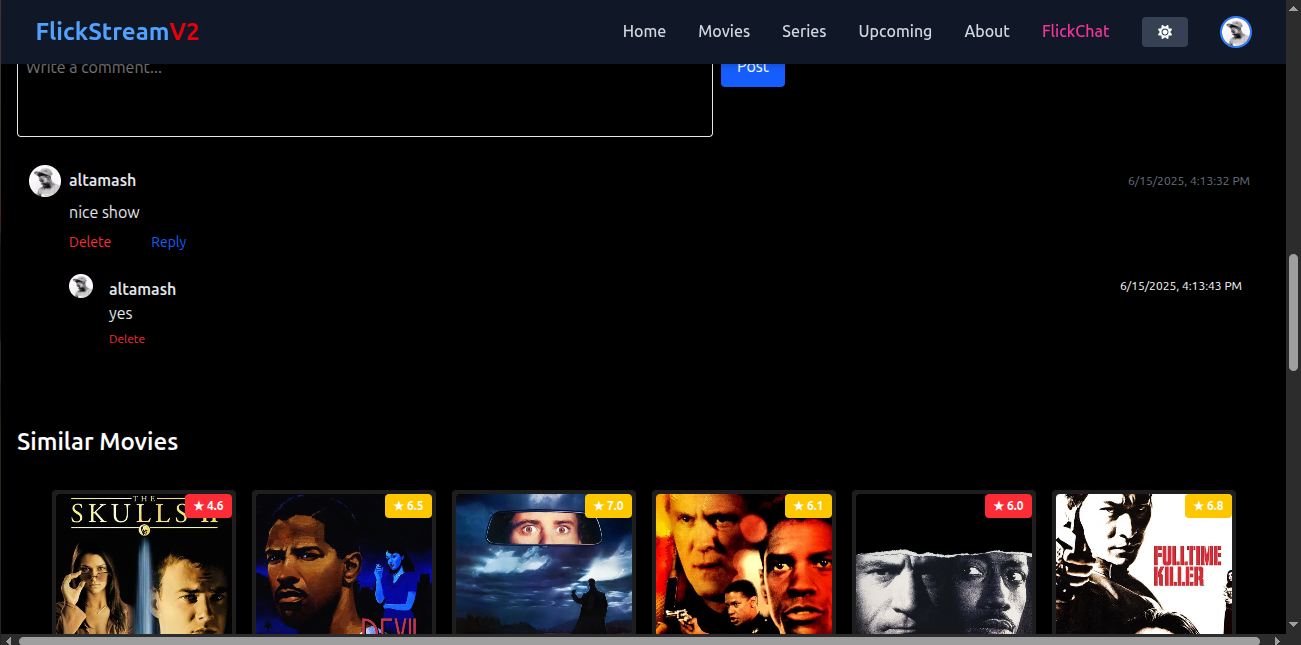 FlickStreamV2 Home Movies Series Upcoming About FlickChat
Write a comment... Post
altamash 6/15/2025, 4:13:32 PM
nice show
Delete Reply
altamash 6/15/2025, 4:13:43 PM
yes
Delete
Similar Movies
★ 4.6 ★ 6.5 ★ 7.0 ★ 6.1 ★ 6.0 ★ 6.8
THE
SKULLS II
FULLTIME
KILLER
DEVIL